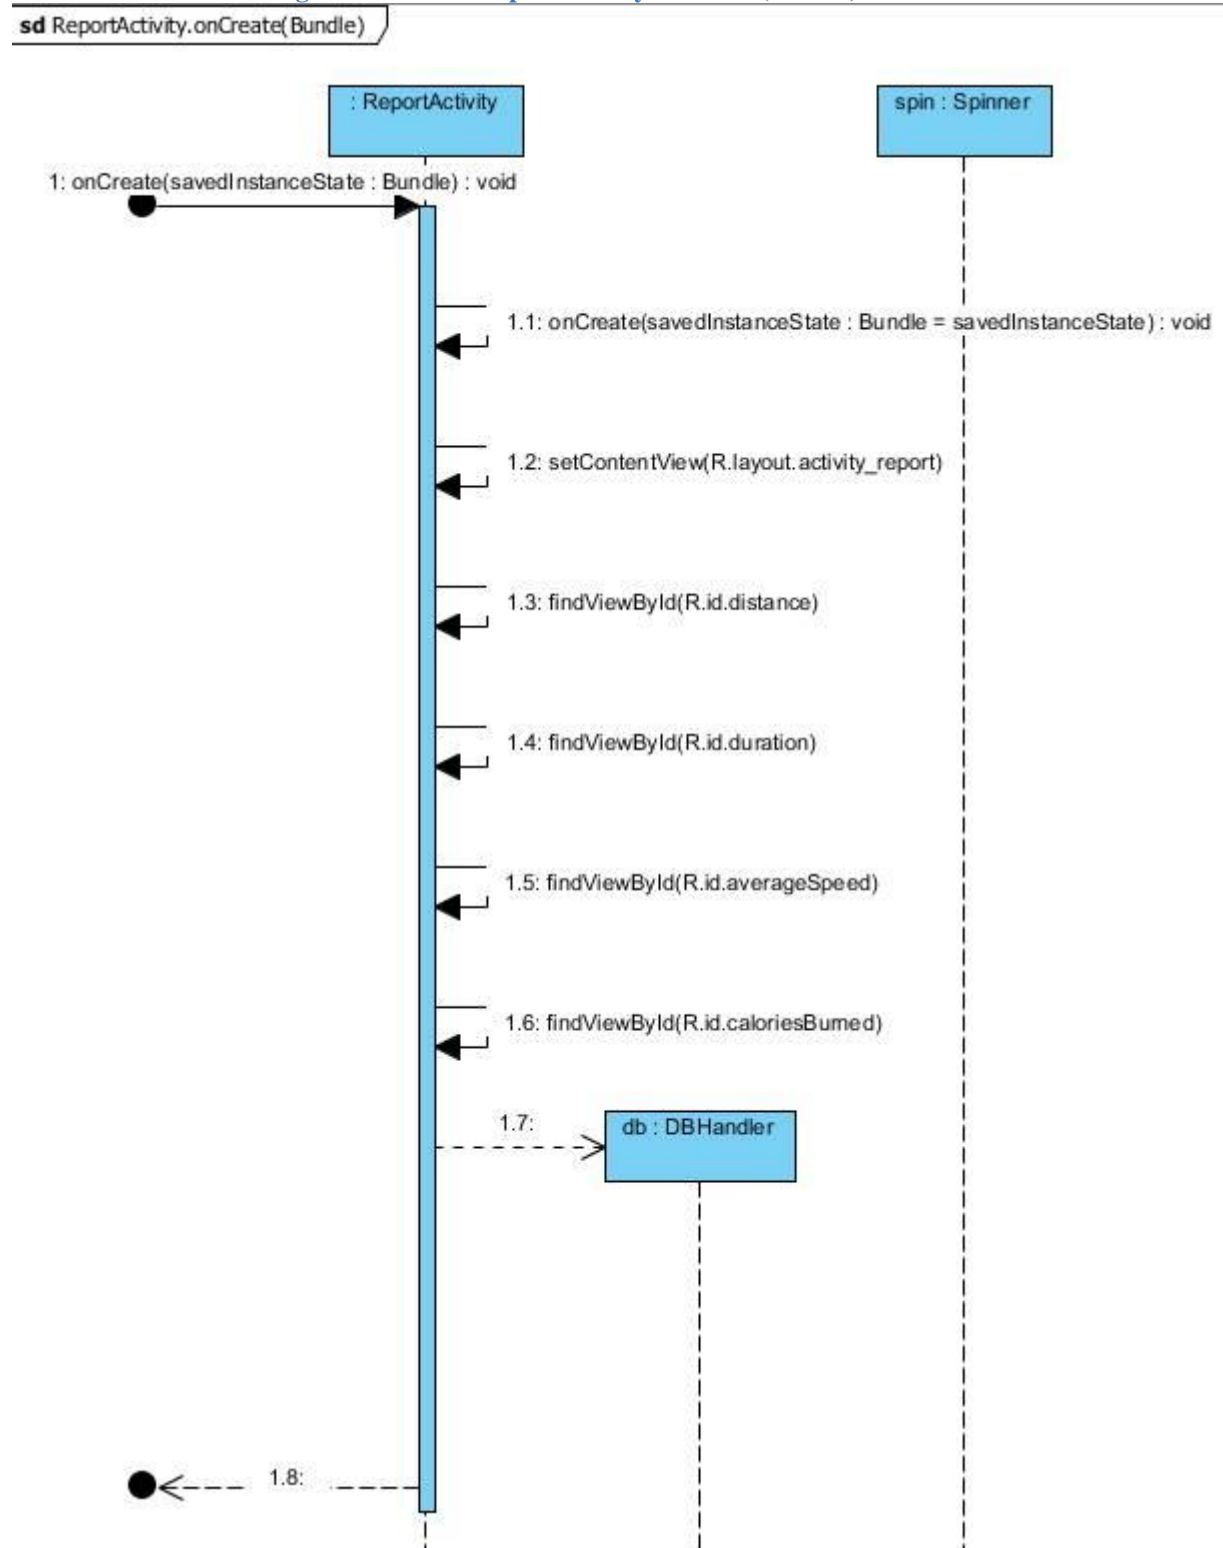 sd ReportActivity.onCreate(Bundle)
: ReportActivity
spin : Spinner
1: onCreate(savedInstanceState : Bundle) : void
1.1: onCreate(savedInstanceState : Bundle = savedInstanceState) : void
1.2: setContentView(R.layout.activity_report)
1.3: findViewById(R.id.distance)
1.4: findViewById(R.id.duration)
1.5: findViewById(R.id.averageSpeed)
1.6: findViewById(R.id.caloriesBurned)
1.7:
db : DBHandler
1.8: